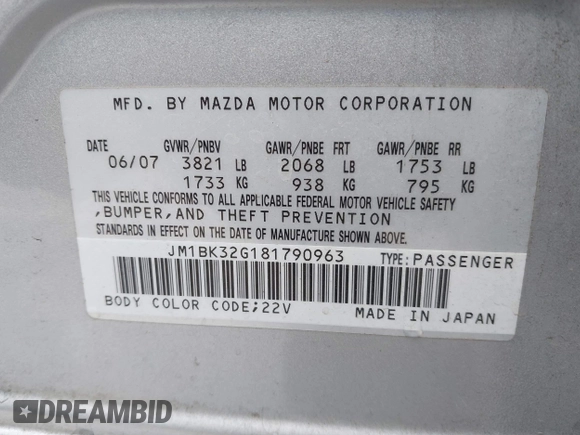 MFD. BY MAZDA MOTOR CORPORATION
DATE GVWR/PNBV GAWR/PNBE FRT GAWR/PNBE RR
06/07 3821 LB 2068 LB 1753 LB
1733 KG 938 KG 795 KG
THIS VEHICLE CONFORMS TO ALL APPLICABLE FEDERAL MOTOR VEHICLE SAFETY
,BUMPER,AND THEFT PREVENTION
STANDARDS IN EFFECT ON THE DATE OF MANUFACTURE SHOWN ABOVE.
JM1BK32G181790963 TYPE:PASSENGER
BODY COLOR CODE;22V MADE IN JAPAN
DREAMBID